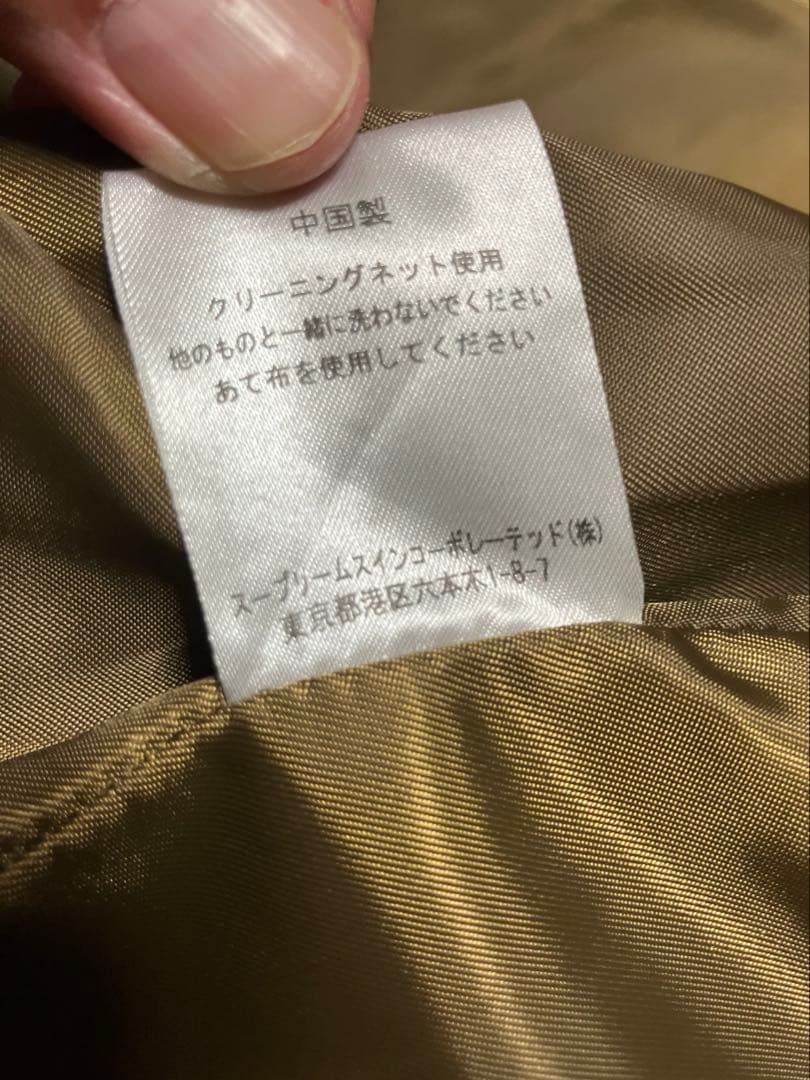 中国製
クリーニングネット使用
他のものと一緒に洗わないでください
あて布を使用してください
スープリームスインコーポレーテッド(株)
東京都港区六本木1-8-7